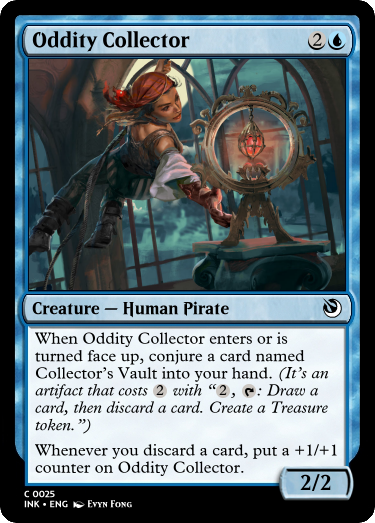 Oddity Collector 2
Creature — Human Pirate
When Oddity Collector enters or is
turned face up, conjure a card named
Collector's Vault into your hand. (It's an
artifact that costs 2 with “2, : Draw a
card, then discard a card. Create a Treasure
token.”)
Whenever you discard a card, put a +1/+1
counter on Oddity Collector.
2/2
C 0025
INK • ENG Evyn Fong